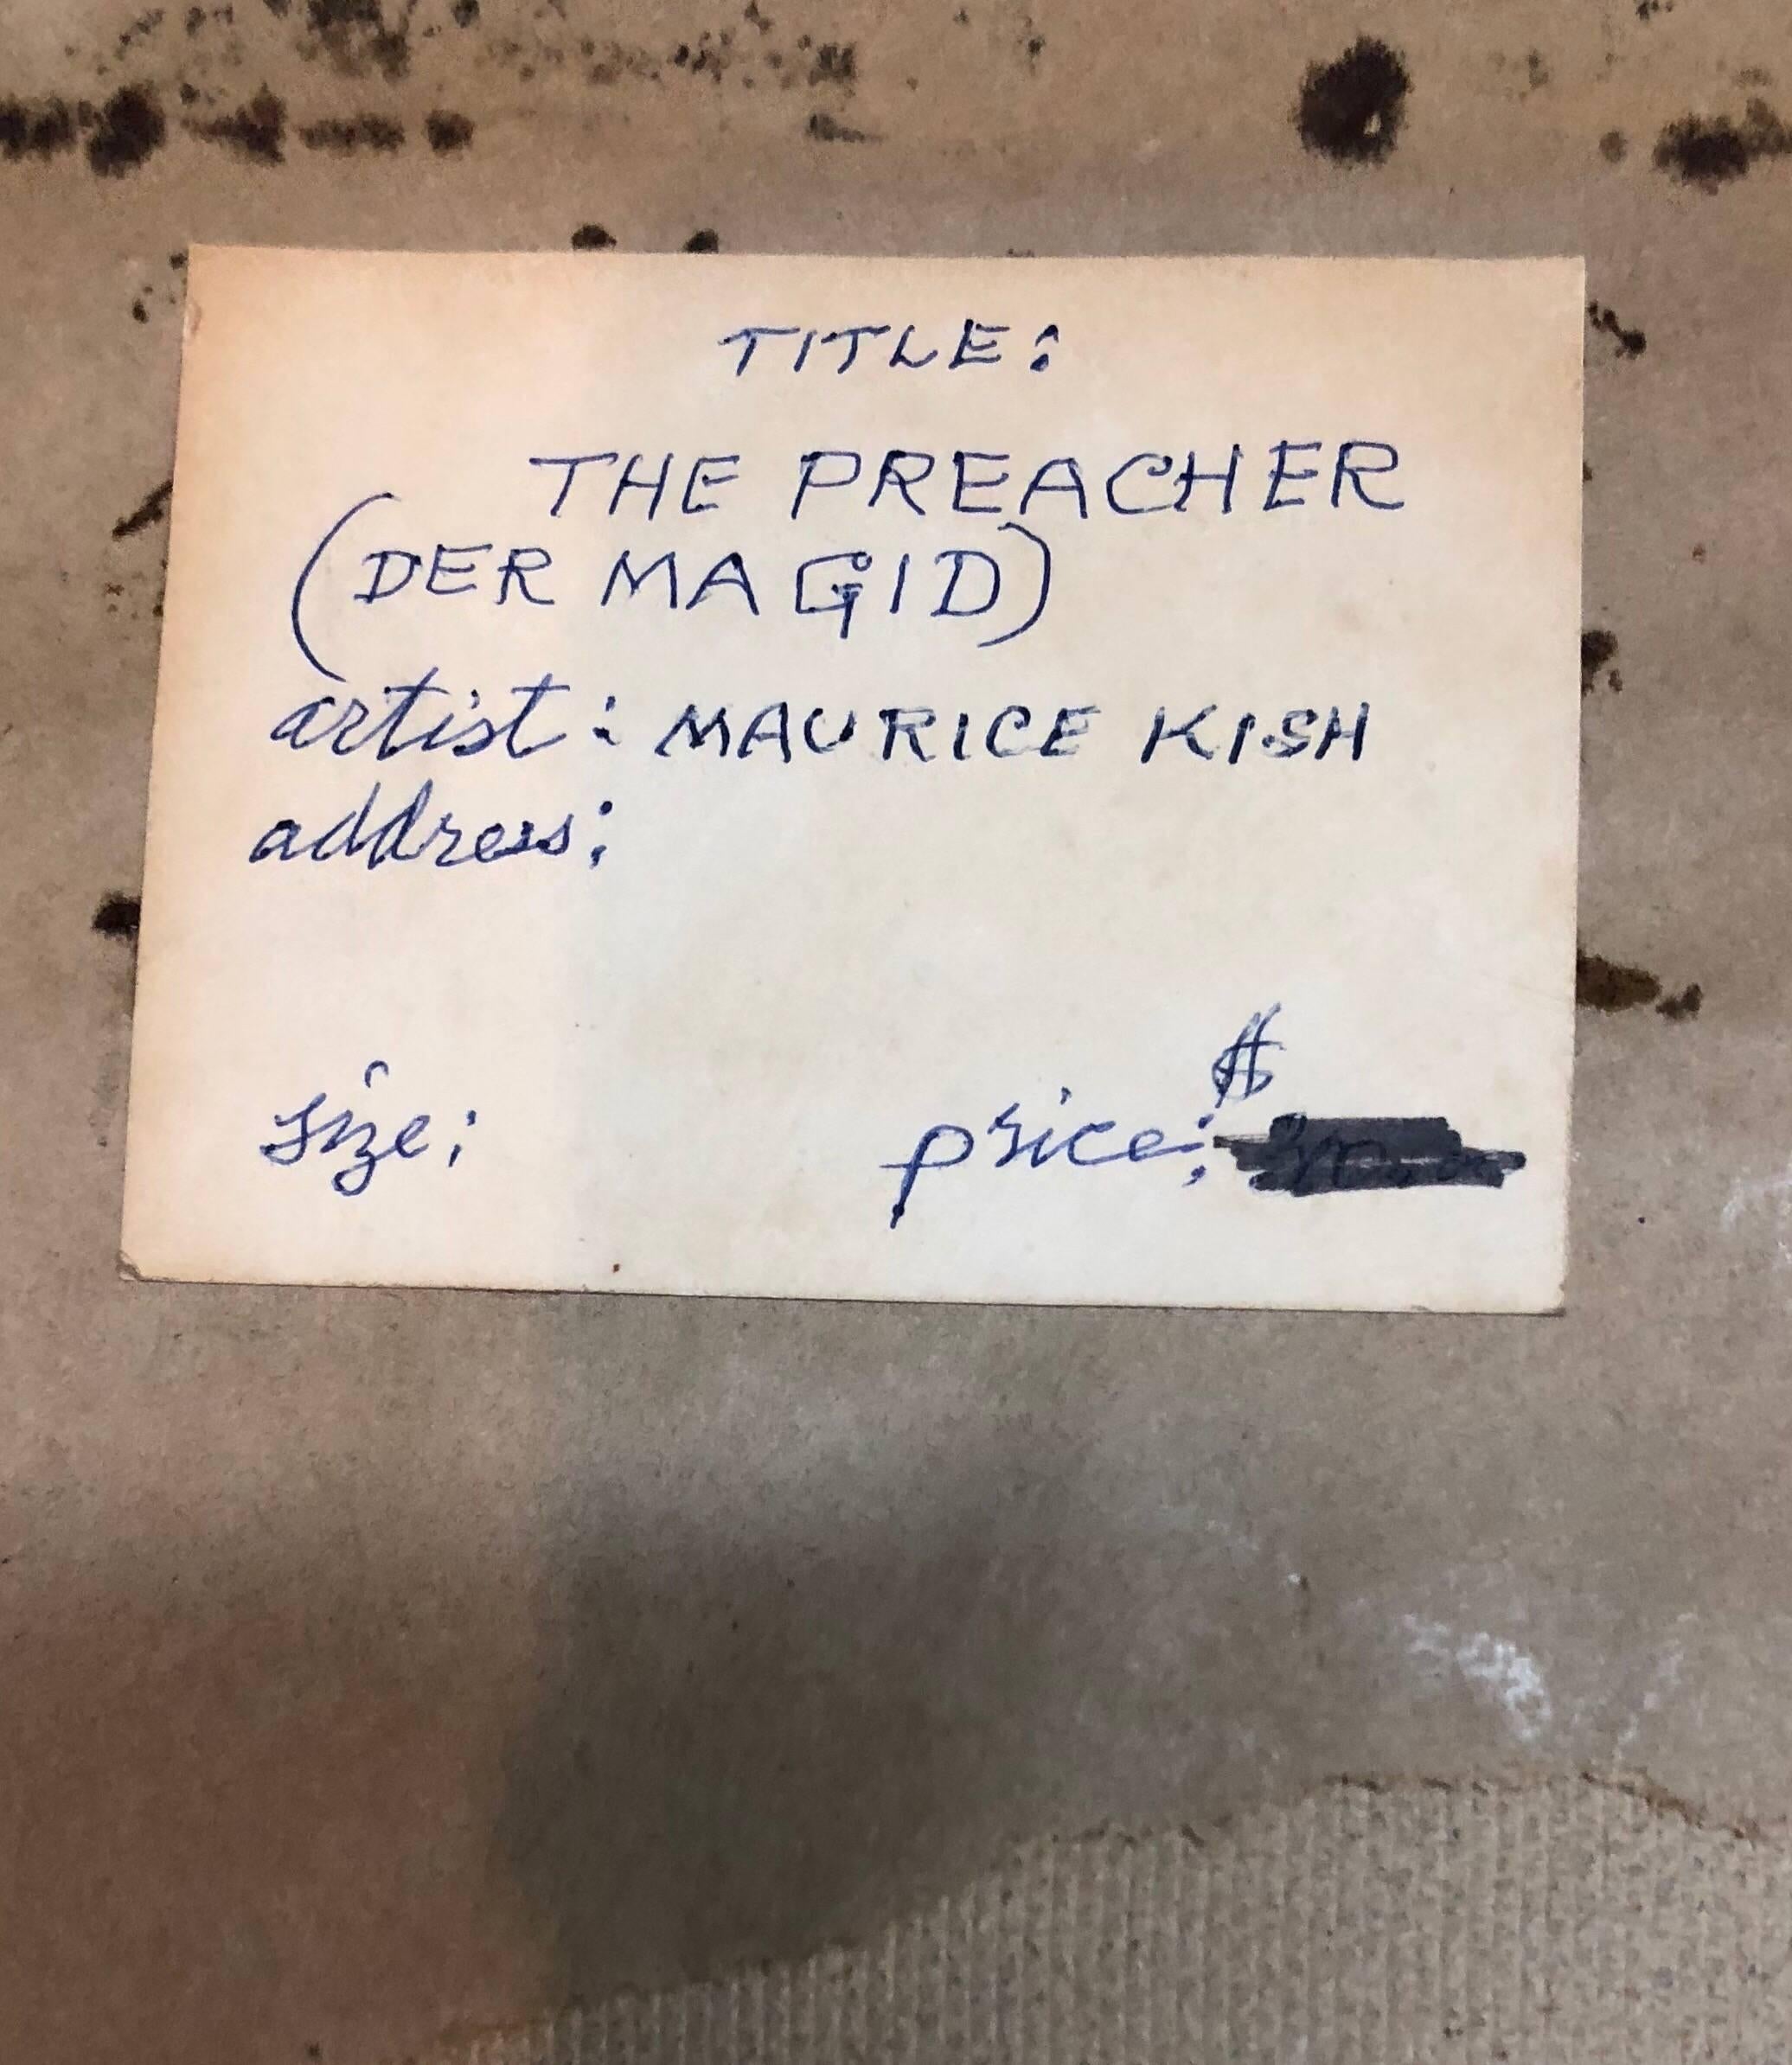 TITLE:
THE PREACHER
(DER MAGID)
artist: MAURICE KISH
address:
$
size: price: